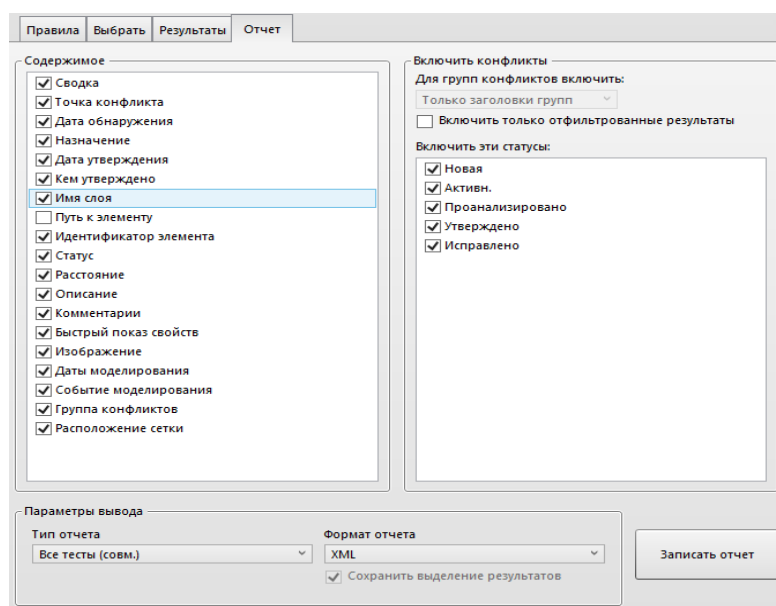 Правила Выбрать Результаты Отчет
Содержимое
Сводка
Точка конфликта
Дата обнаружения
Назначение
Дата утверждения
Кем утверждено
Имя слоя
Путь к элементу
Идентификатор элемента
Статус
Расстояние
Описание
Комментарии
Быстрый показ свойств
Изображение
Даты моделирования
Событие моделирования
Группа конфликтов
Расположение сетки
Включить конфликты
Для групп конфликтов включить:
Только заголовки групп
Включить только отфильтрованные результаты
Включить эти статусы:
Новая
Активн.
Проанализировано
Утверждено
Исправлено
Параметры вывода
Тип отчета
Все тесты (совм.)
Формат отчета
XML
Сохранить выделение результатов
Записать отчет